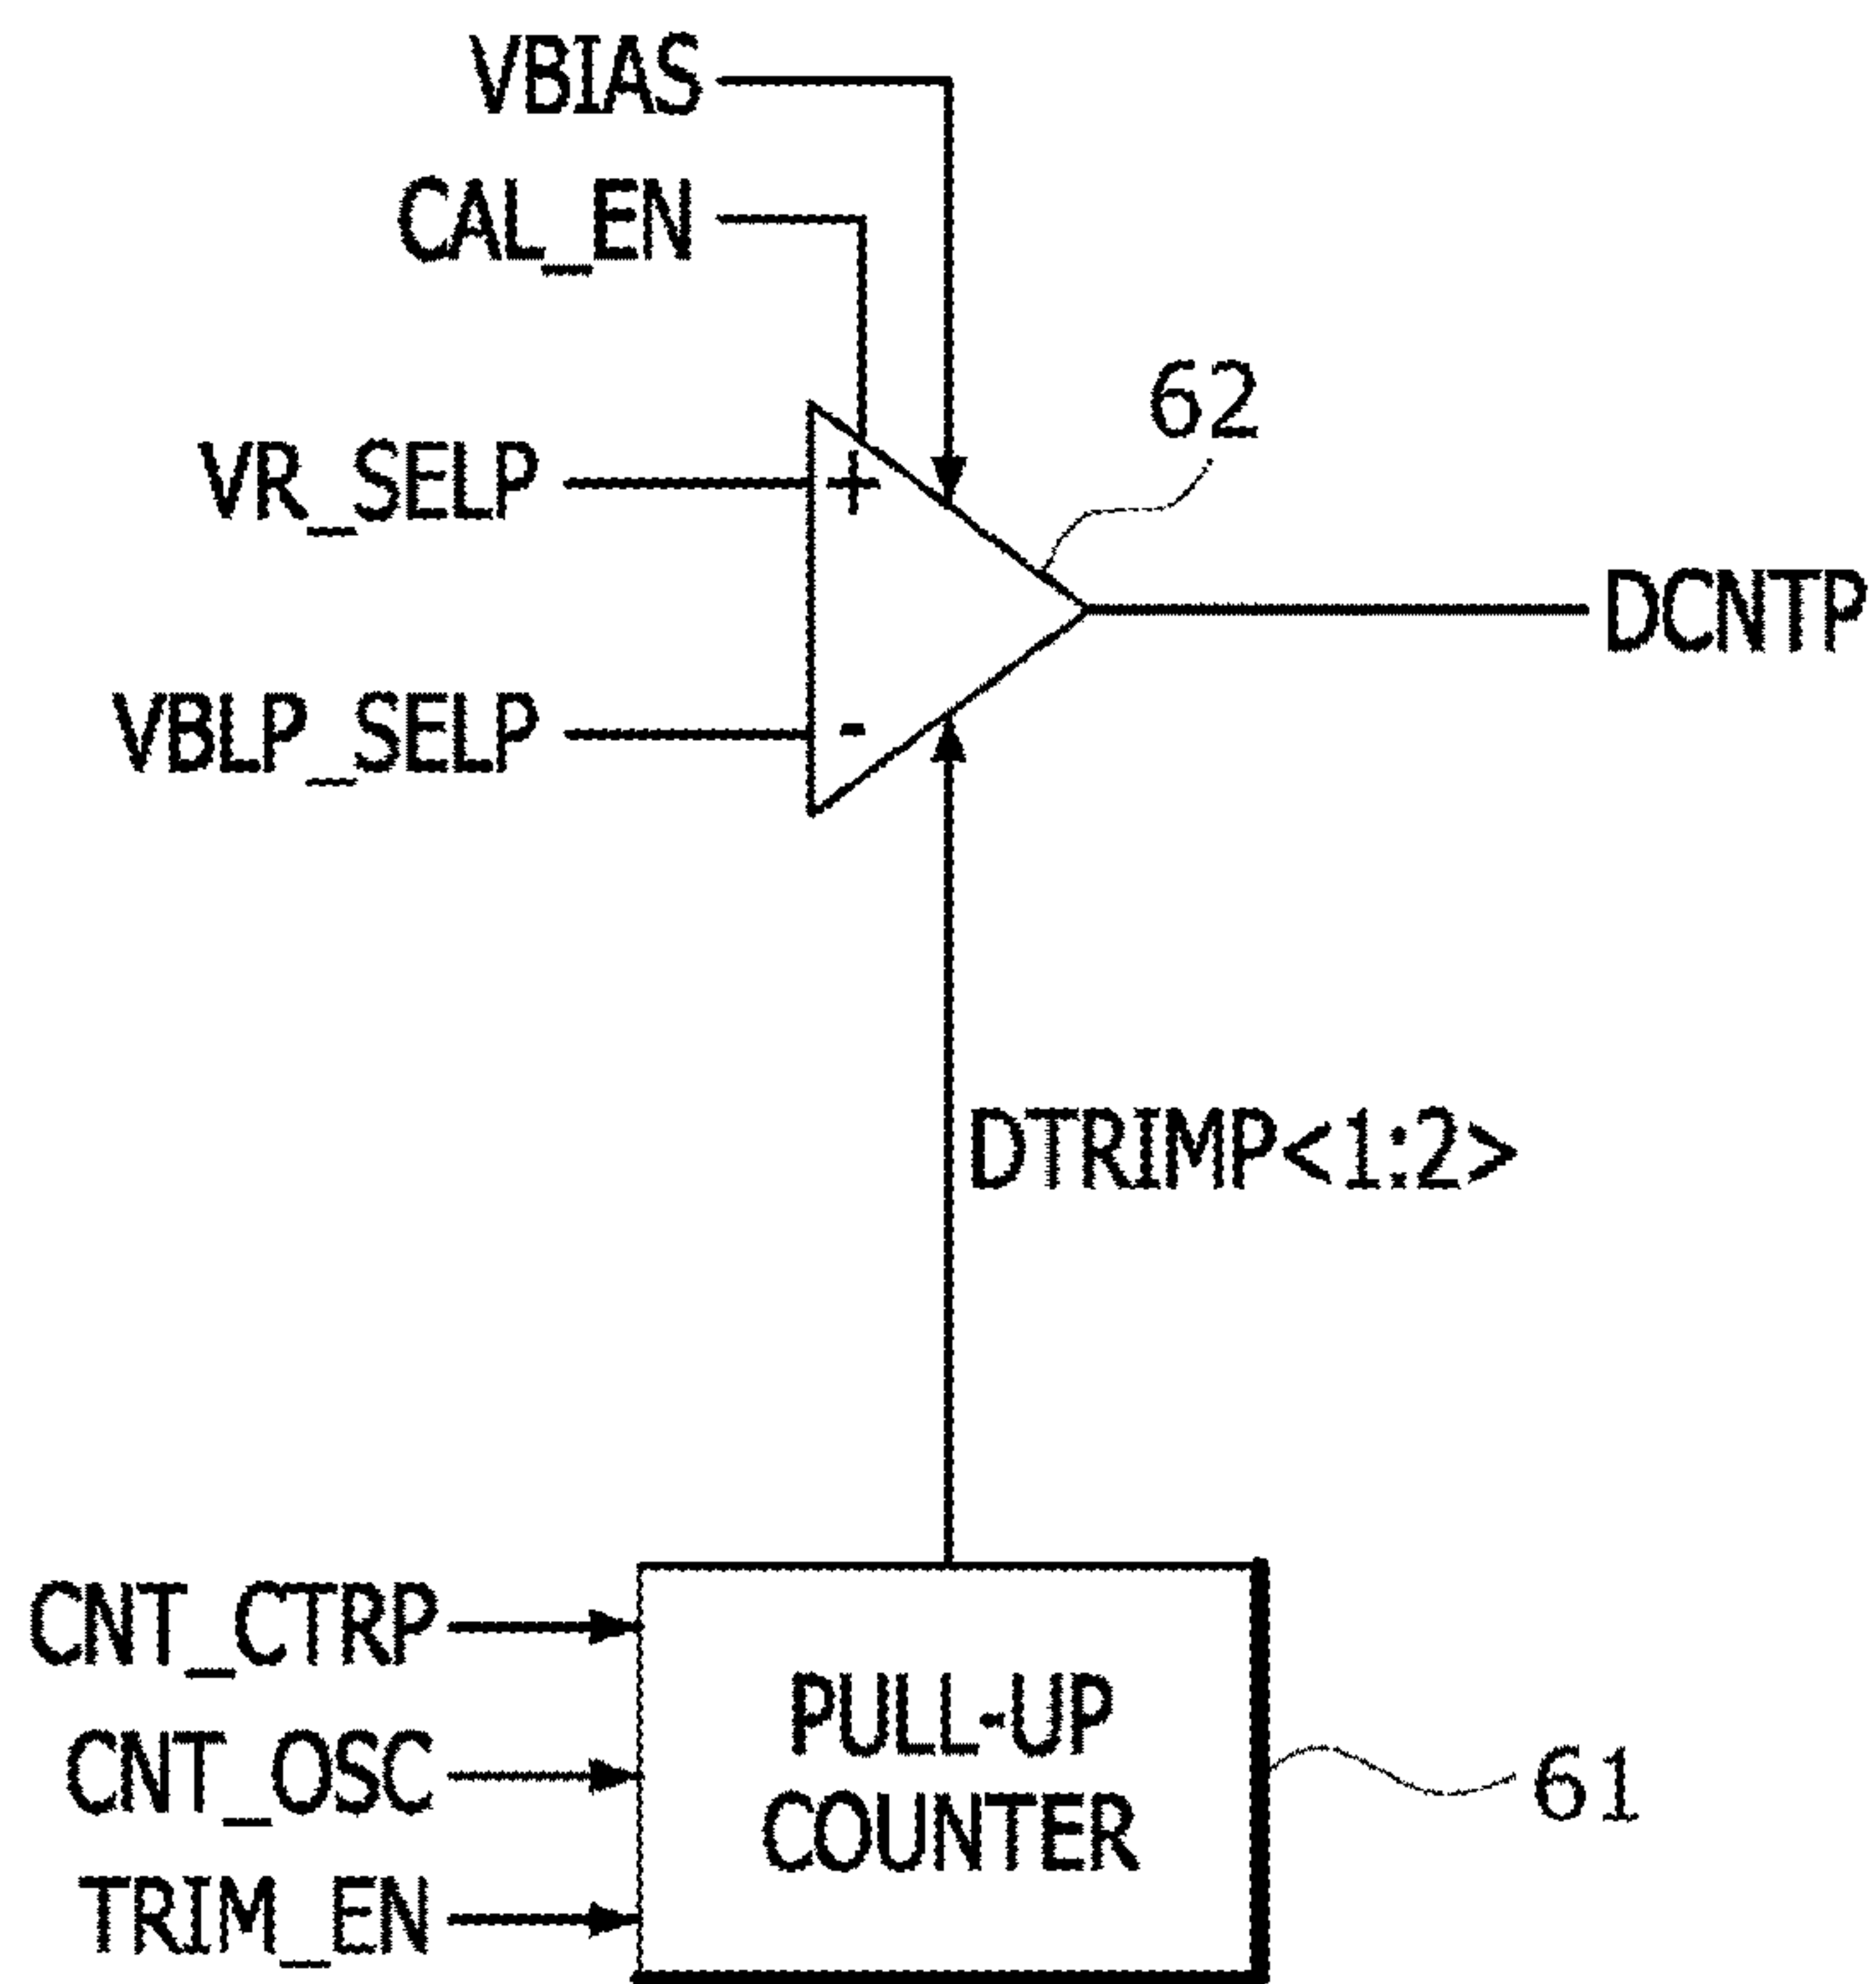 VBIAS
CAL_EN
62
VR_SELP
+
DCNTP
VBLP_SELP
-
DTRIMP<1:2>
CNT_CTRP
PULL-UP
COUNTER
CNT_OSC
61
TRIM_EN